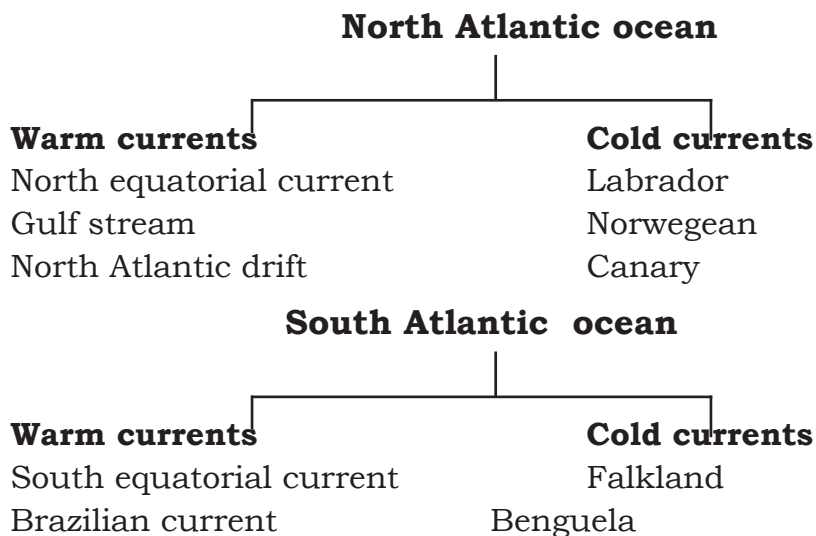 North Atlantic ocean
Warm currents Cold currents
North equatorial current Labrador
Gulf stream Norwegean
North Atlantic drift Canary
South Atlantic ocean
Warm currents Cold currents
South equatorial current Falkland
Brazilian current Benguela